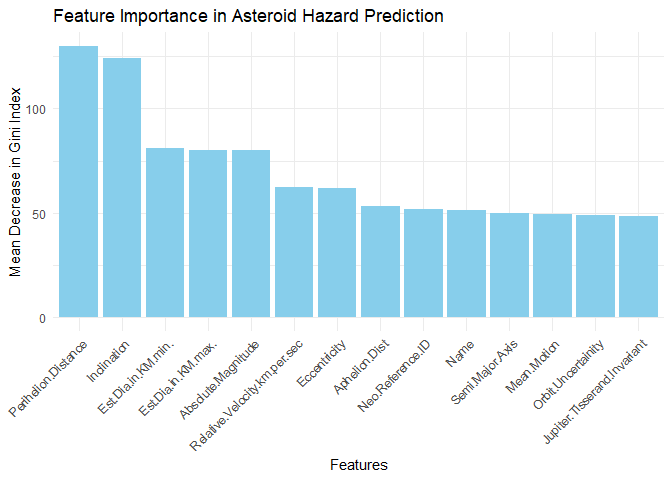 Feature Importance in Asteroid Hazard Prediction
Mean Decrease in Gini Index
100
50
0
Perihelion.Distance
Inclination
Est.Dia.in.KM.min.
Est.Dia.in.KM.max.
Absolute.Magnitude
Relative.Velocity.km.per.sec
Eccentricity
Aphelion.Dist
Neo.Reference.ID
Name
Semi.Major.Axis
Mean.Motion
Orbit.Uncertainity
Jupiter.Tisserand.Invariant
Features